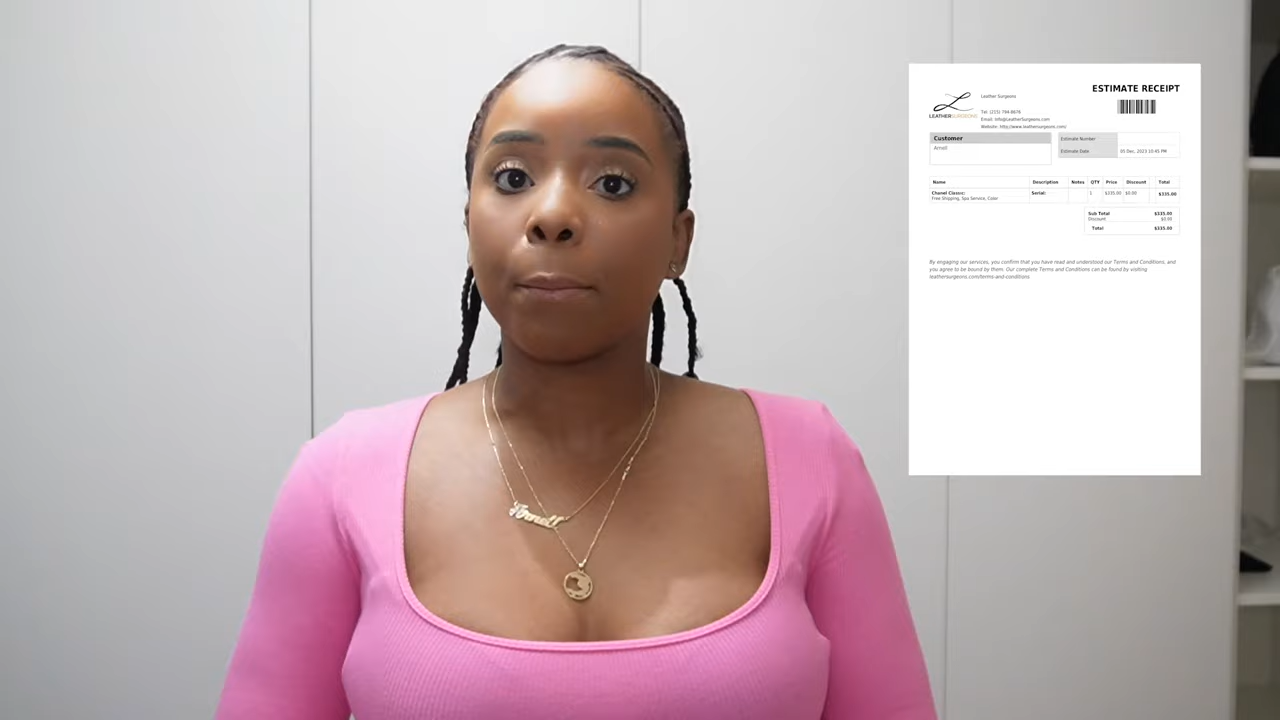 ESTIMATE RECEIPT
LEATHERSURGEONS
Leather Surgeons
Tel: (215) 794-8676
Email: info@LeatherSurgeons.com
Website: http://www.leathersurgeons.com/
Customer
Arnell
Estimate Number
Estimate Date 05 Dec, 2023 10:45 PM
Name Description Notes QTY Price Discount Total
Chanel Classic: Serial: 1 $335.00 $0.00 $335.00
Free Shipping, Spa Service, Color
Sub Total $335.00
Discount $0.00
Total $335.00
By engaging our services, you confirm that you have read and understood our Terms and Conditions, and
you agree to be bound by them. Our complete Terms and Conditions can be found by visiting
leathersurgeons.com/terms-and-conditions
Arnell